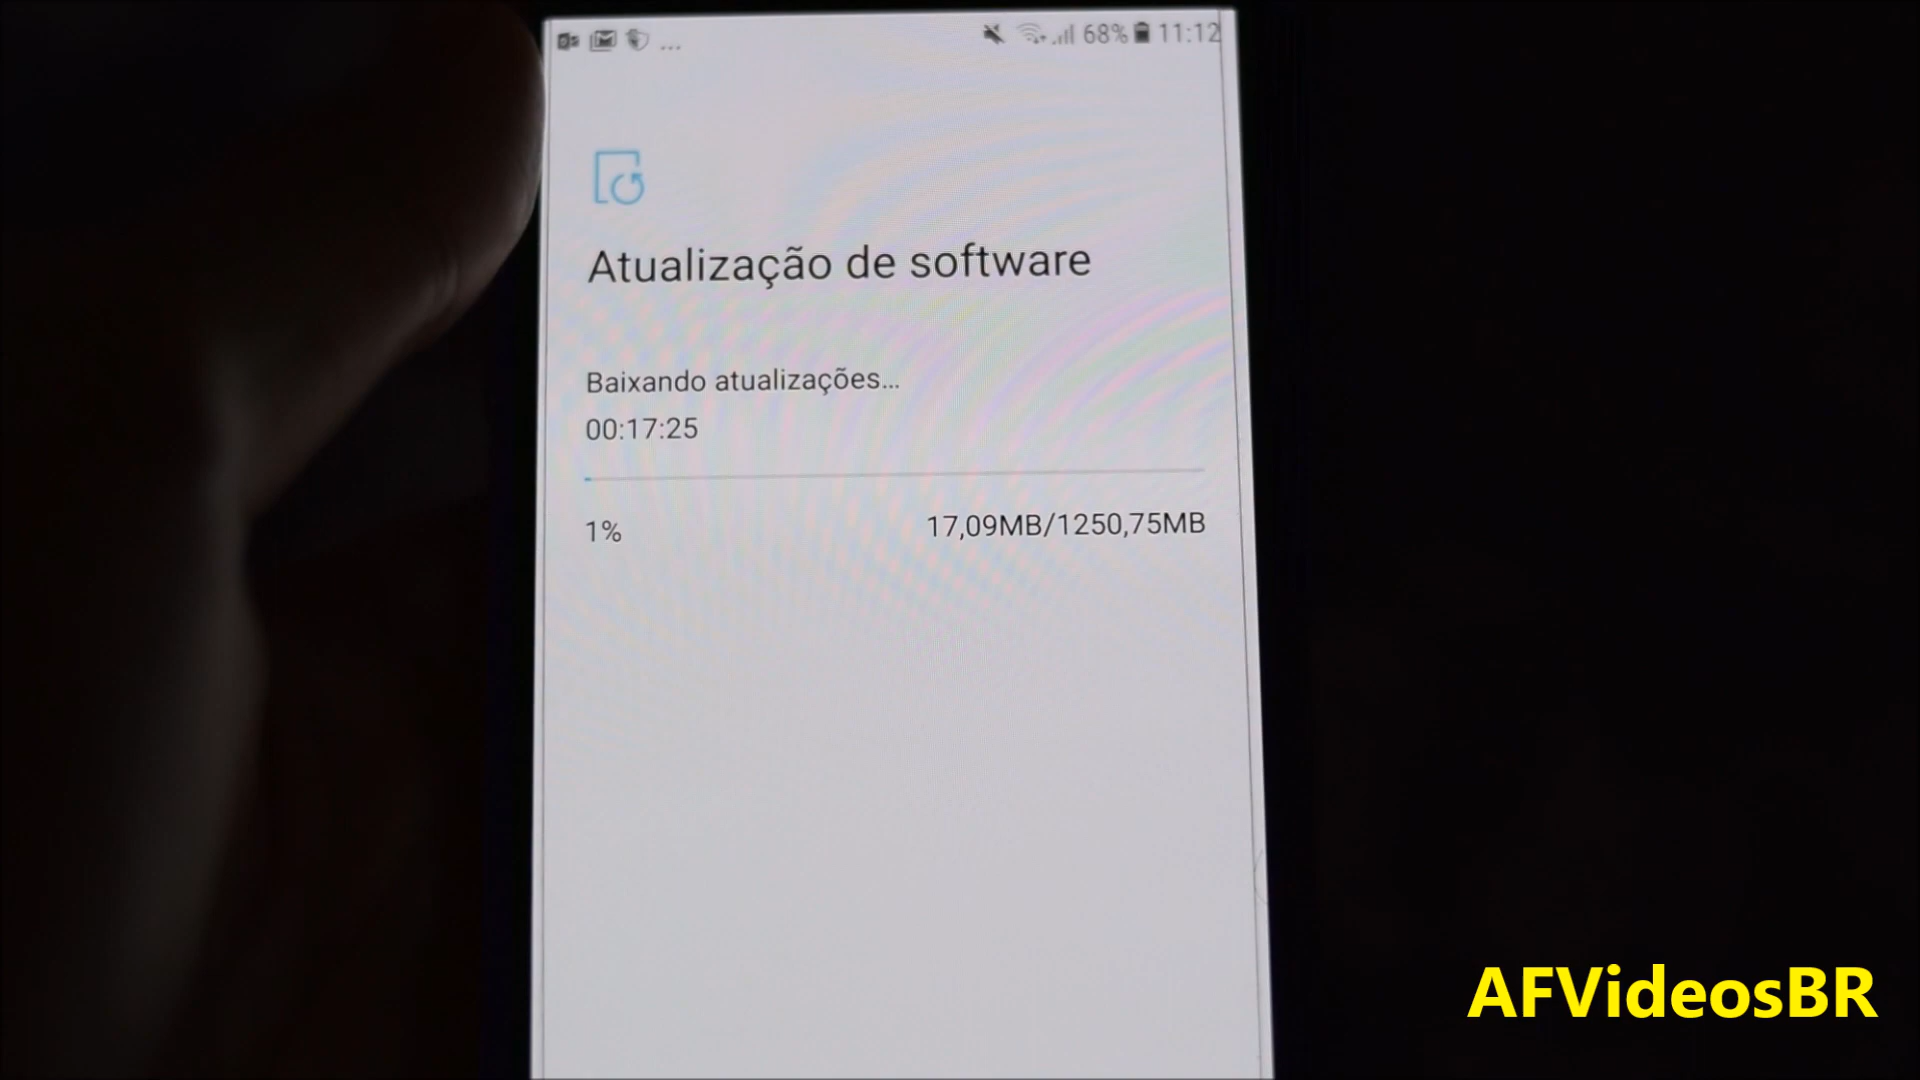 ... 68% 11:12
Atualização de software
Baixando atualizações...
00:17:25
1% 17,09MB/1250,75MB
AFVideosBR